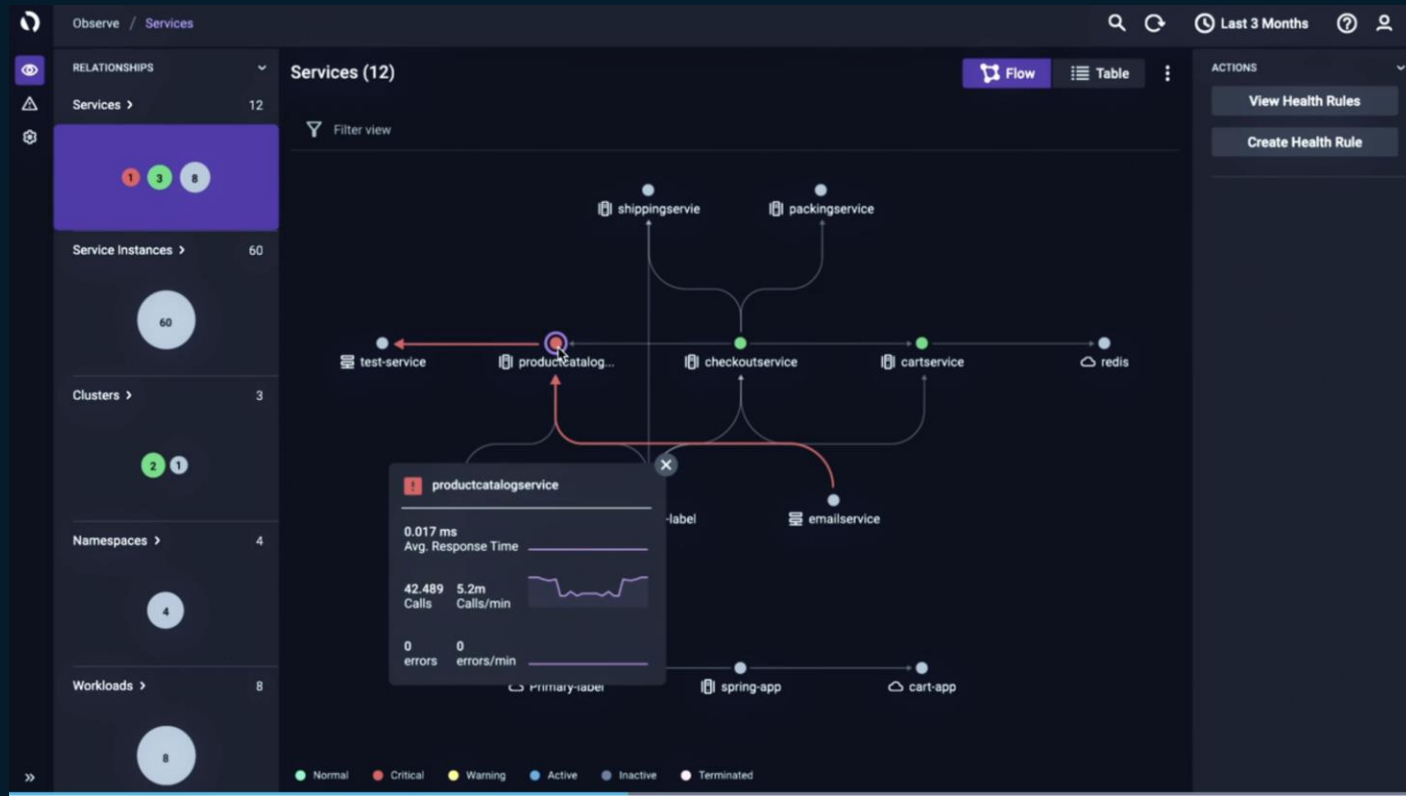 Observe / Services
Last 3 Months
RELATIONSHIPS
Services > 12
1 3 8
Service Instances > 60
60
Clusters > 3
2 1
Namespaces > 4
4
Workloads > 8
8
Services (12)
Flow
Table
Filter view
shippingservie
packingservice
test-service
productcatalog...
checkoutservice
cartservice
redis
-label
emailservice
productcatalogservice
0.017 ms
Avg. Response Time
42.489 5.2m
Calls Calls/min
0 0
errors errors/min
Primary-label
spring-app
cart-app
Normal Critical Warning Active Inactive Terminated
ACTIONS
View Health Rules
Create Health Rule